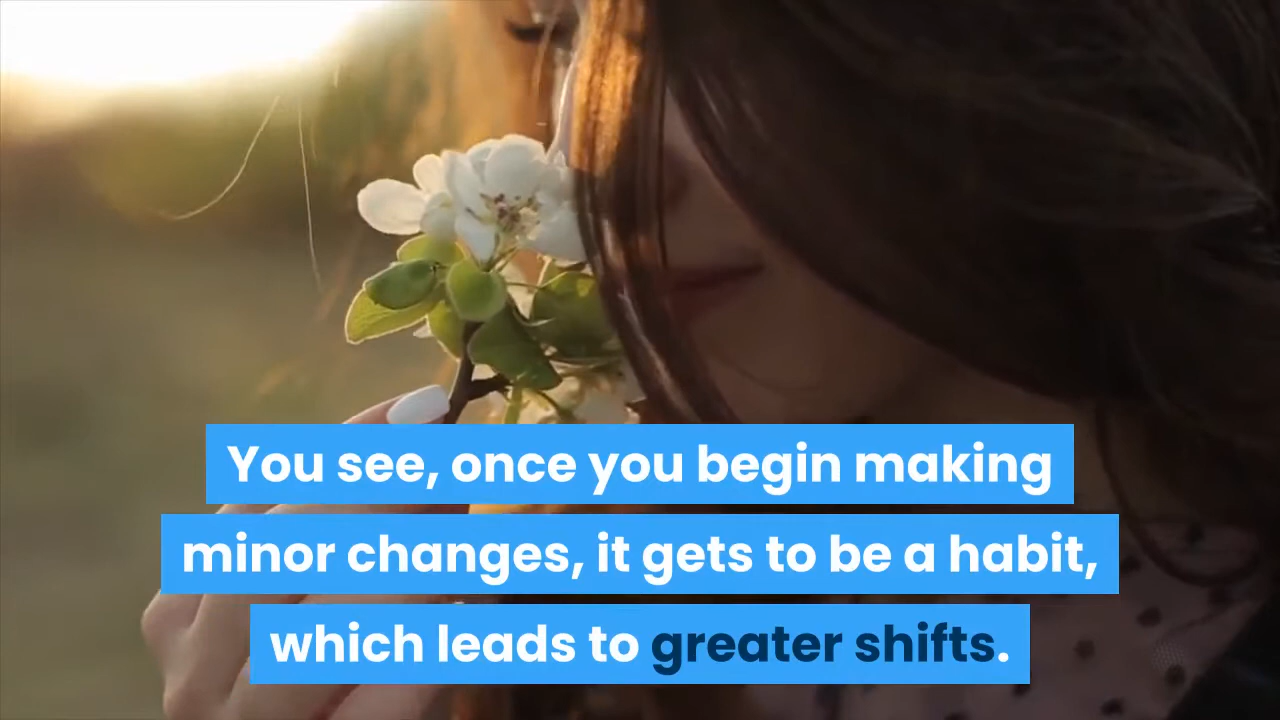 You see, once you begin making
minor changes, it gets to be a habit,
which leads to greater shifts.